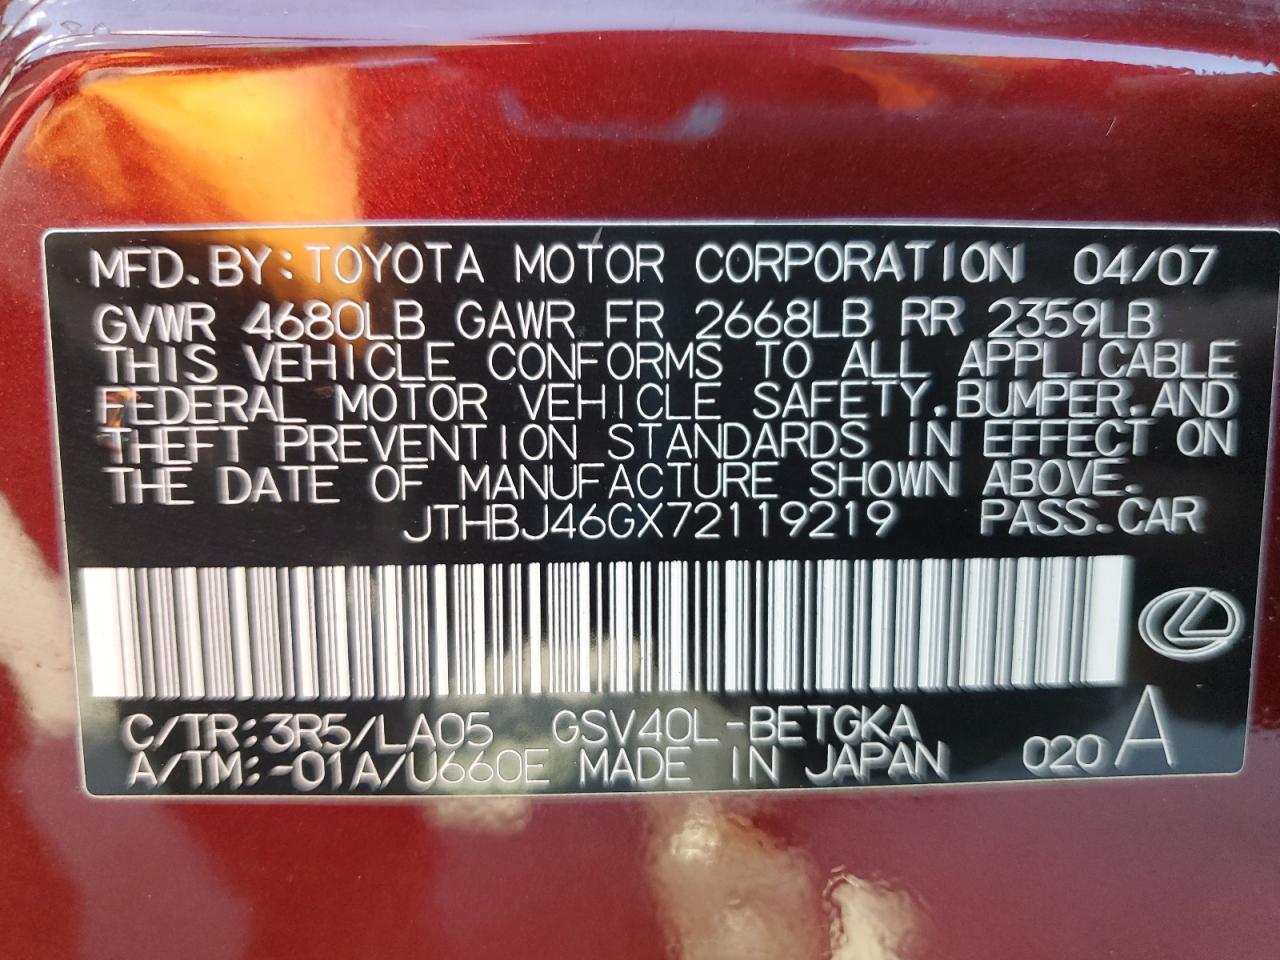 MFD.BY:TOYOTA MOTOR CORPORATION 04/07
GVWR 4680LB GAWR FR 2668LB RR 2359LB
THIS VEHICLE CONFORMS TO ALL APPLICABLE
FEDERAL MOTOR VEHICLE SAFETY,BUMPER,AND
THEFT PREVENTION STANDARDS IN EFFECT ON
THE DATE OF MANUFACTURE SHOWN ABOVE.
JTHBJ46GX72119219 PASS.CAR
C/TR:3R5/LA05 GSV40L-BETGKA
A/TM:-01A/U660E MADE IN JAPAN 020 A